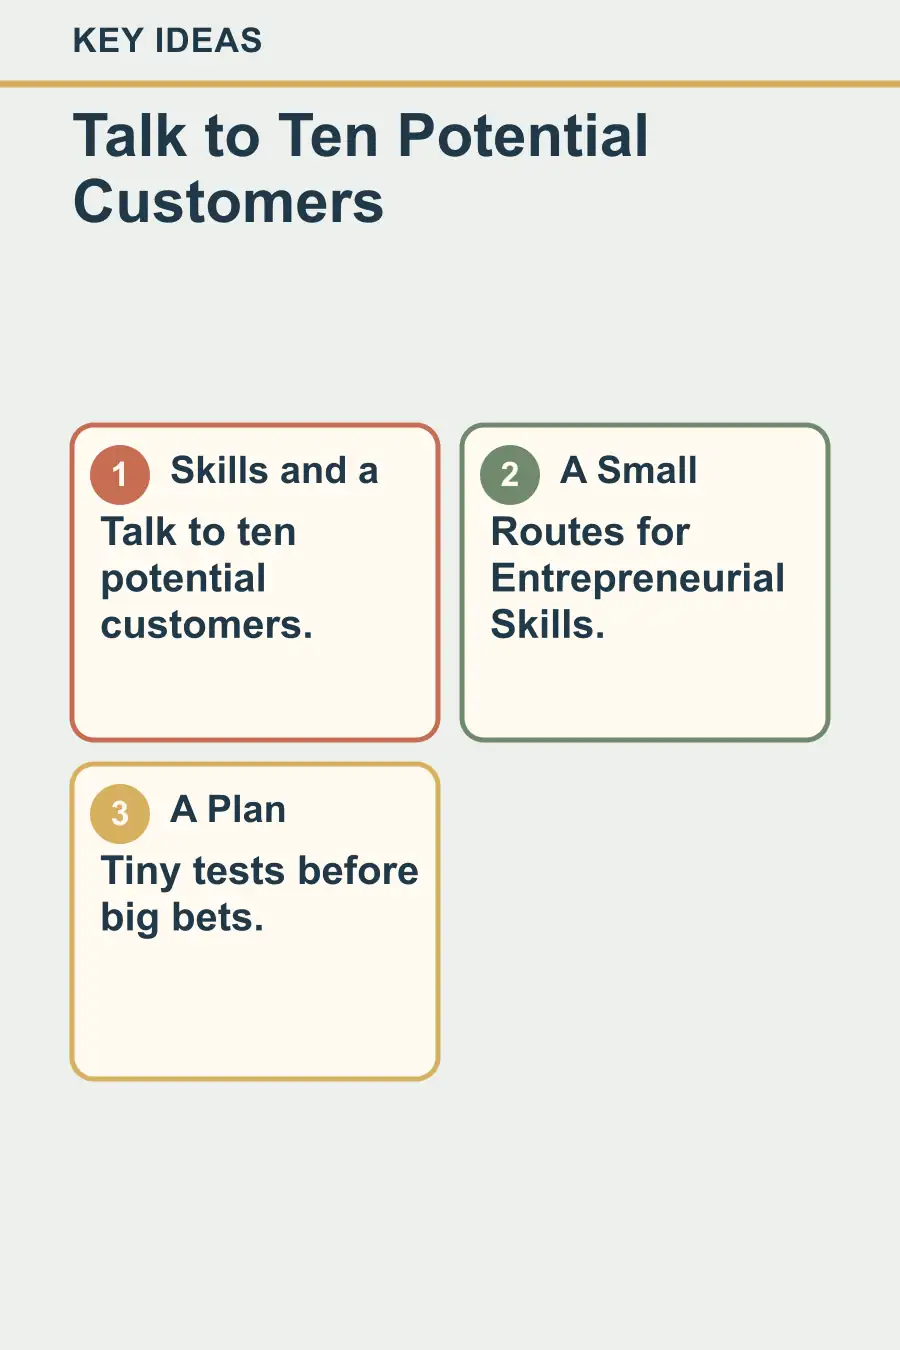 KEY IDEAS
Talk to Ten Potential
Customers
1 Skills and a
Talk to ten
potential
customers.
2 A Small
Routes for
Entrepreneurial
Skills.
3 A Plan
Tiny tests before
big bets.